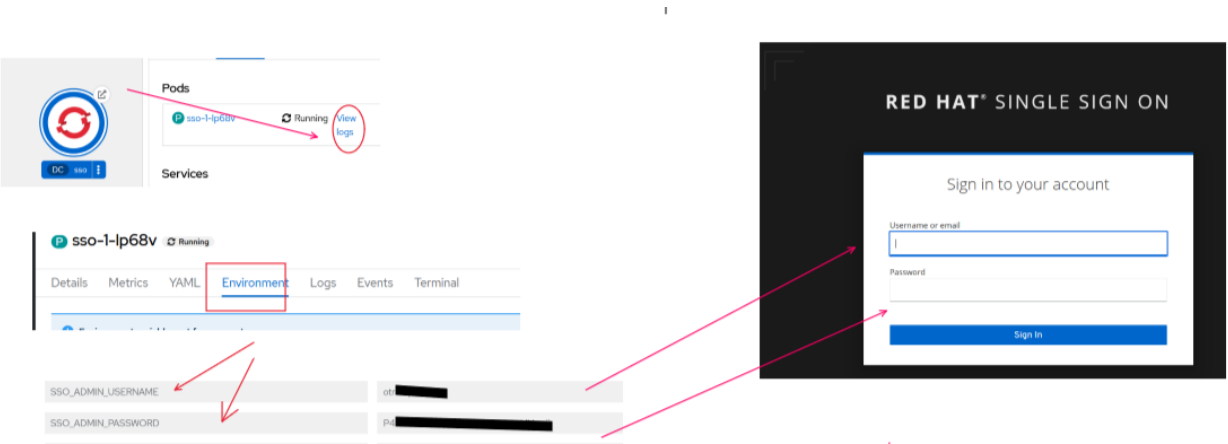 Pods
P sso-1-lp68v Running View
logs
DC sso
Services
P sso-1-lp68v Running
Details Metrics YAML Environment Logs Events Terminal
SSO_ADMIN_USERNAME
SSO_ADMIN_PASSWORD P4
RED HAT® SINGLE SIGN ON
Sign in to your account
Username or email
Password
Sign In